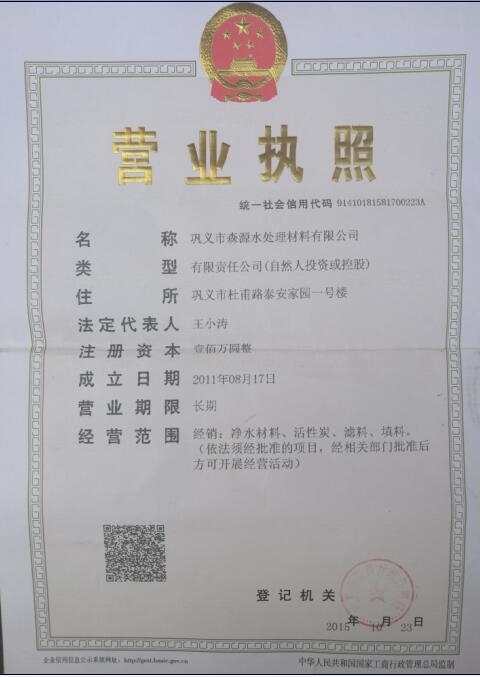 营业执照
统一社会信用代码 91410181581700223A
名 称 巩义市森源水处理材料有限公司
类 型 有限责任公司(自然人投资或控股)
住 所 巩义市杜甫路泰安家园一号楼
法定代表人 王小涛
注册资本 壹佰万圆整
成立日期 2011年08月17日
营业期限 长期
经营范围 经销：净水材料、活性炭、滤料、填料。
（依法须经批准的项目，经相关部门批准后
方可开展经营活动）
登记机关
2015年 10月 23日
企业信用信息公示系统网址：
中华人民共和国国家工商行政管理总局监制